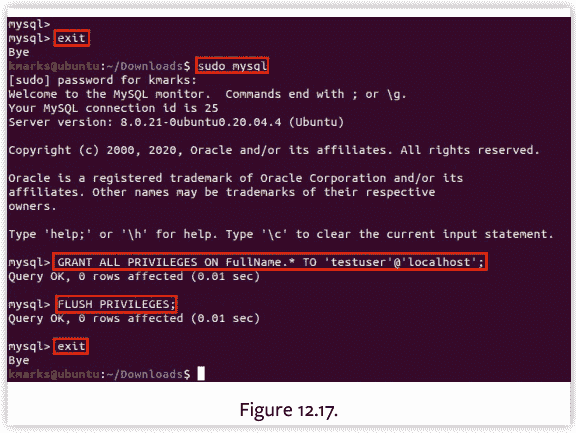 mysql>
mysql> exit
Bye
kmarks@ubuntu:~/Downloads$ sudo mysql
[sudo] password for kmarks:
Welcome to the MySQL monitor.  Commands end with ; or \g.
Your MySQL connection id is 25
Server version: 8.0.21-0ubuntu0.20.04.4 (Ubuntu)
Copyright (c) 2000, 2020, Oracle and/or its affiliates. All rights reserved.
Oracle is a registered trademark of Oracle Corporation and/or its
affiliates. Other names may be trademarks of their respective
owners.
Type 'help;' or '\h' for help. Type '\c' to clear the current input statement.
mysql> GRANT ALL PRIVILEGES ON FullName.* TO 'testuser'@'localhost';
Query OK, 0 rows affected (0.01 sec)
mysql> FLUSH PRIVILEGES;
Query OK, 0 rows affected (0.01 sec)
mysql> exit
Bye
kmarks@ubuntu:~/Downloads$
Figure 12.17.